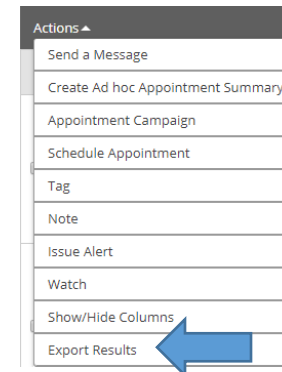 Actions
Send a Message
Create Ad hoc Appointment Summary
Appointment Campaign
Schedule Appointment
Tag
Note
Issue Alert
Watch
Show/Hide Columns
Export Results